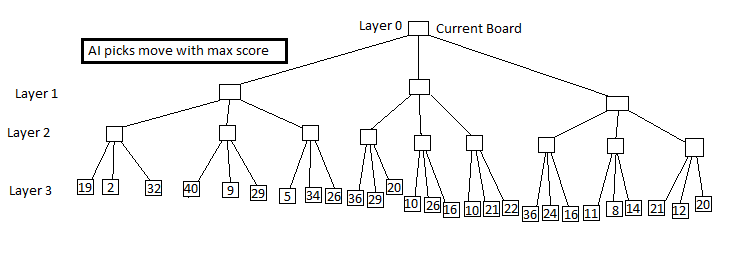 Layer 0
Current Board
AI picks move with max score
Layer 1
Layer 2
Layer 3
19 2 32 40 9 29 5 34 26 36 29 20 10 26 16 10 21 22 36 24 16 11 8 14 21 12 20